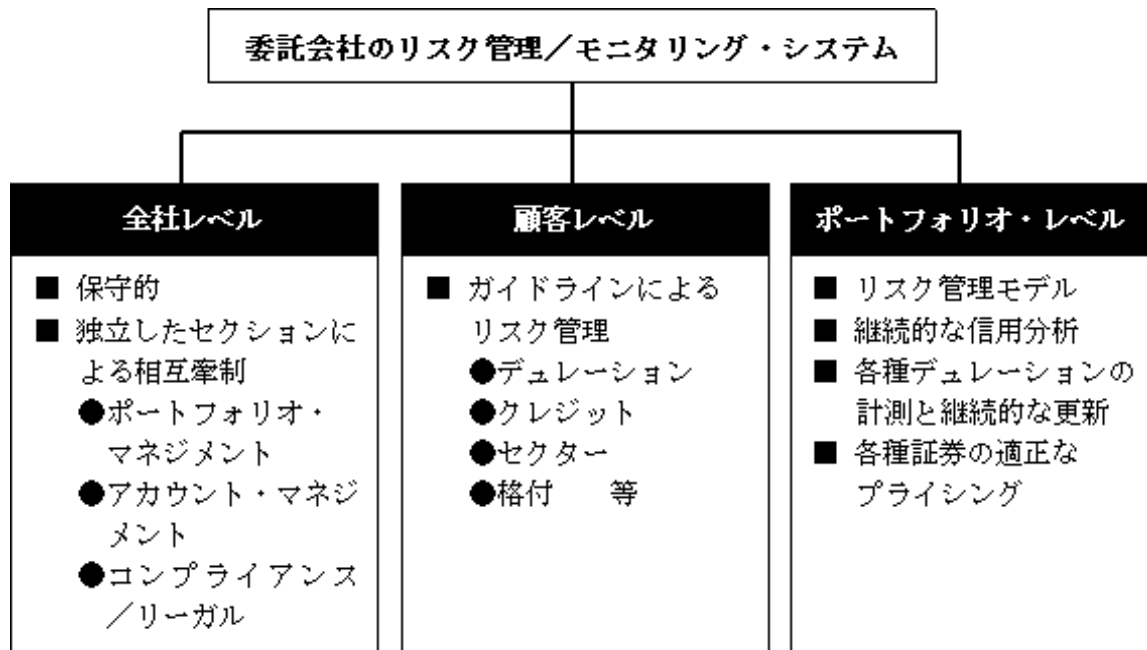 委託会社のリスク管理／モニタリング・システム
全社レベル
■ 保守的
■ 独立したセクションに
よる相互牽制
●ポートフォリオ・
マネジメント
●アカウント・マネジ
メント
●コンプライアンス
／リーガル
顧客レベル
■ ガイドラインによる
リスク管理
●デュレーション
●クレジット
●セクター
●格付　等
ポートフォリオ・レベル
■ リスク管理モデル
■ 継続的な信用分析
■ 各種デュレーションの
計測と継続的な更新
■ 各種証券の適正な
プライシング